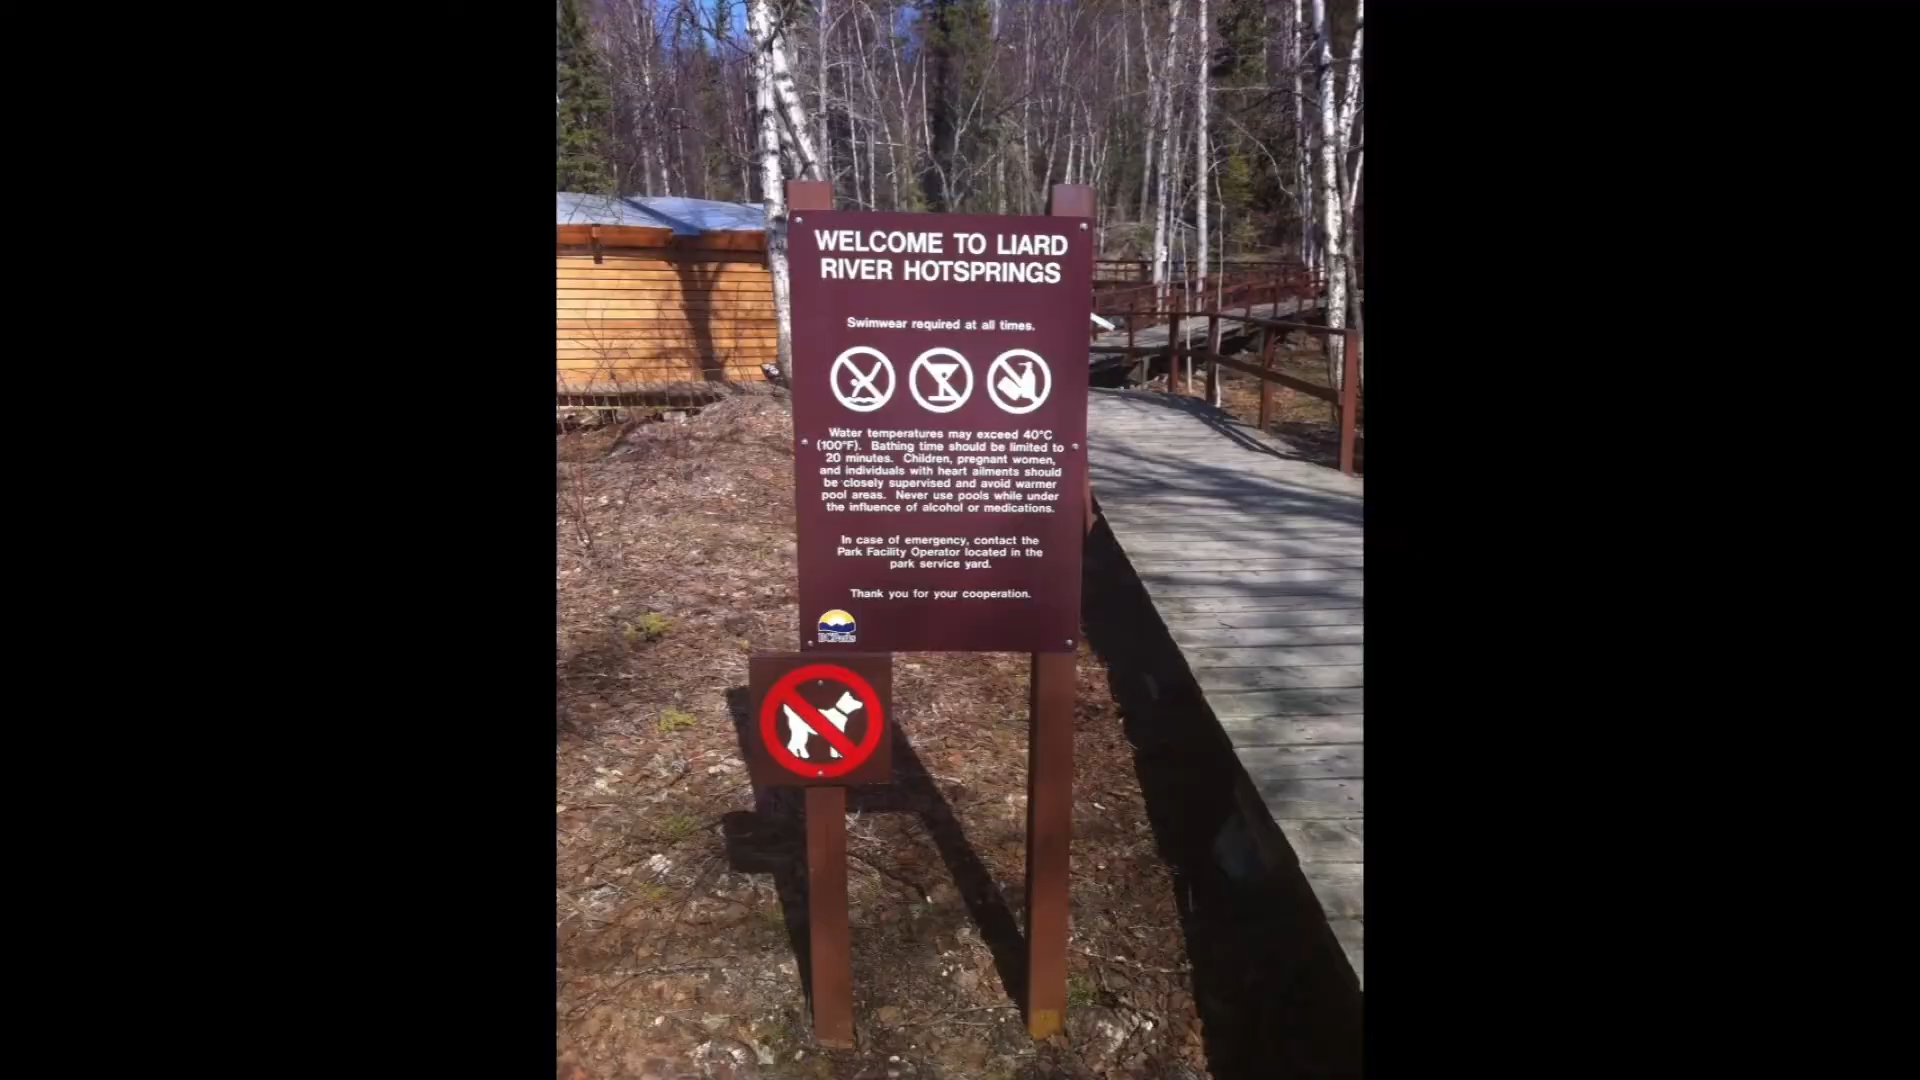 WELCOME TO LIARD
RIVER HOTSPRINGS
Swimwear required at all times.
Water temperatures may exceed 40°C
(100°F). Bathing time should be limited to
20 minutes. Children, pregnant women,
and individuals with heart ailments should
be closely supervised and avoid warmer
pool areas. Never use pools while under
the influence of alcohol or medications.
In case of emergency, contact the
Park Facility Operator located in the
park service yard.
Thank you for your cooperation.
BC Parks